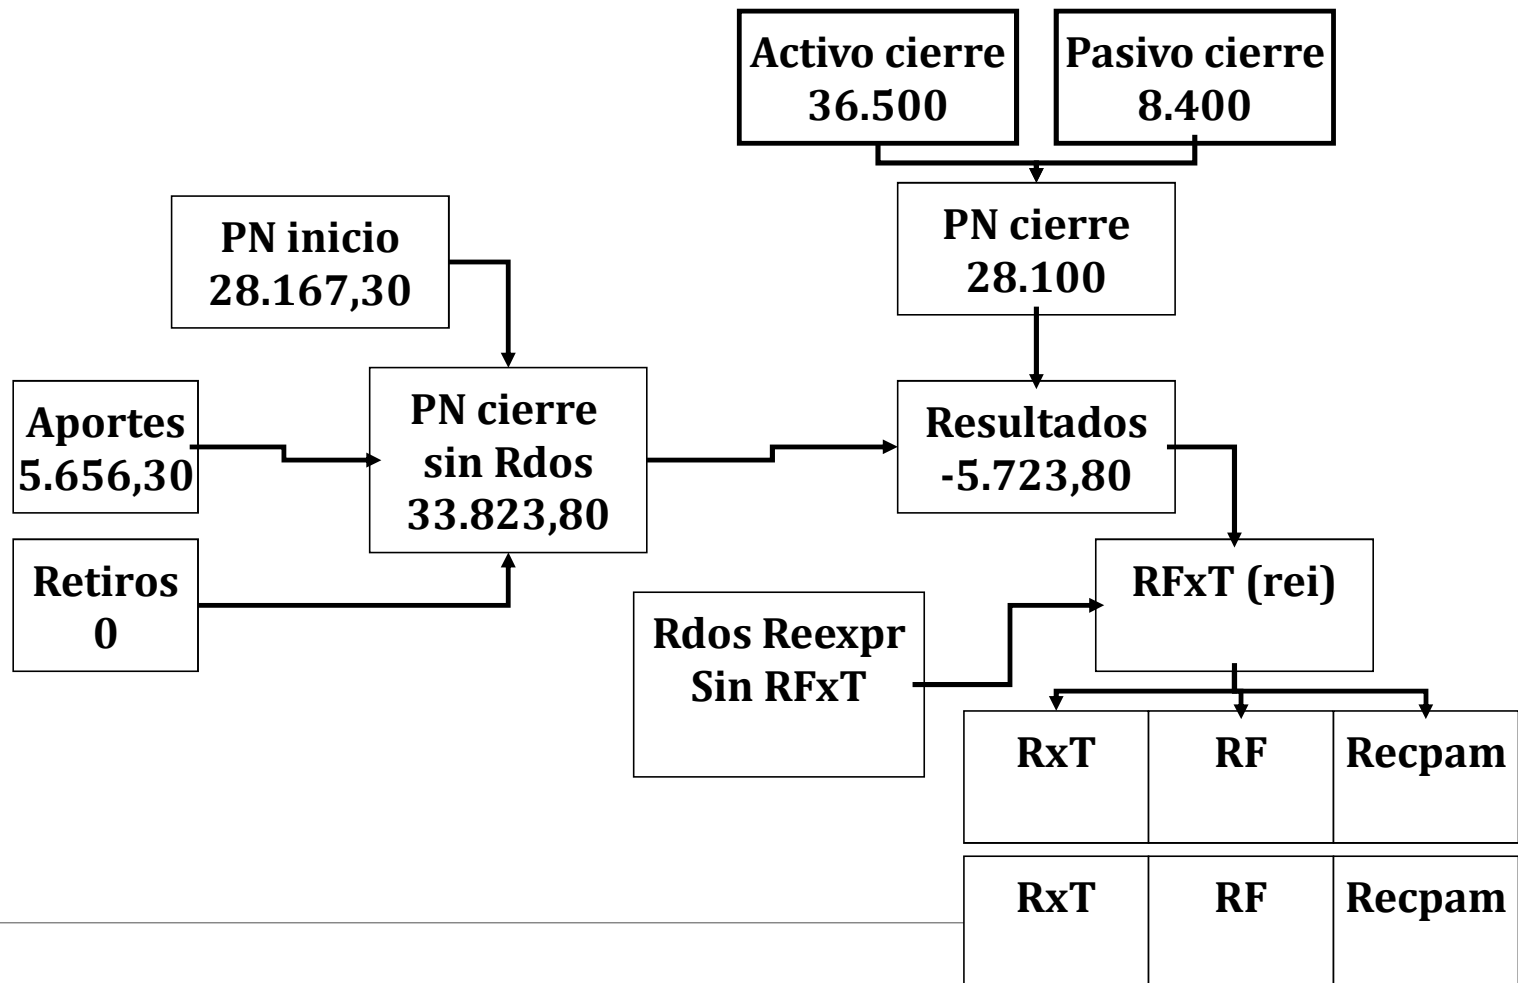 Activo cierre
36.500
Pasivo cierre
8.400
PN inicio
28.167,30
PN cierre
28.100
Aportes
5.656,30
PN cierre
sin Rdos
33.823,80
Resultados
-5.723,80
Retiros
0
RFxT (rei)
Rdos Reexpr
Sin RFxT
RxT
RF
Recpam
RxT
RF
Recpam